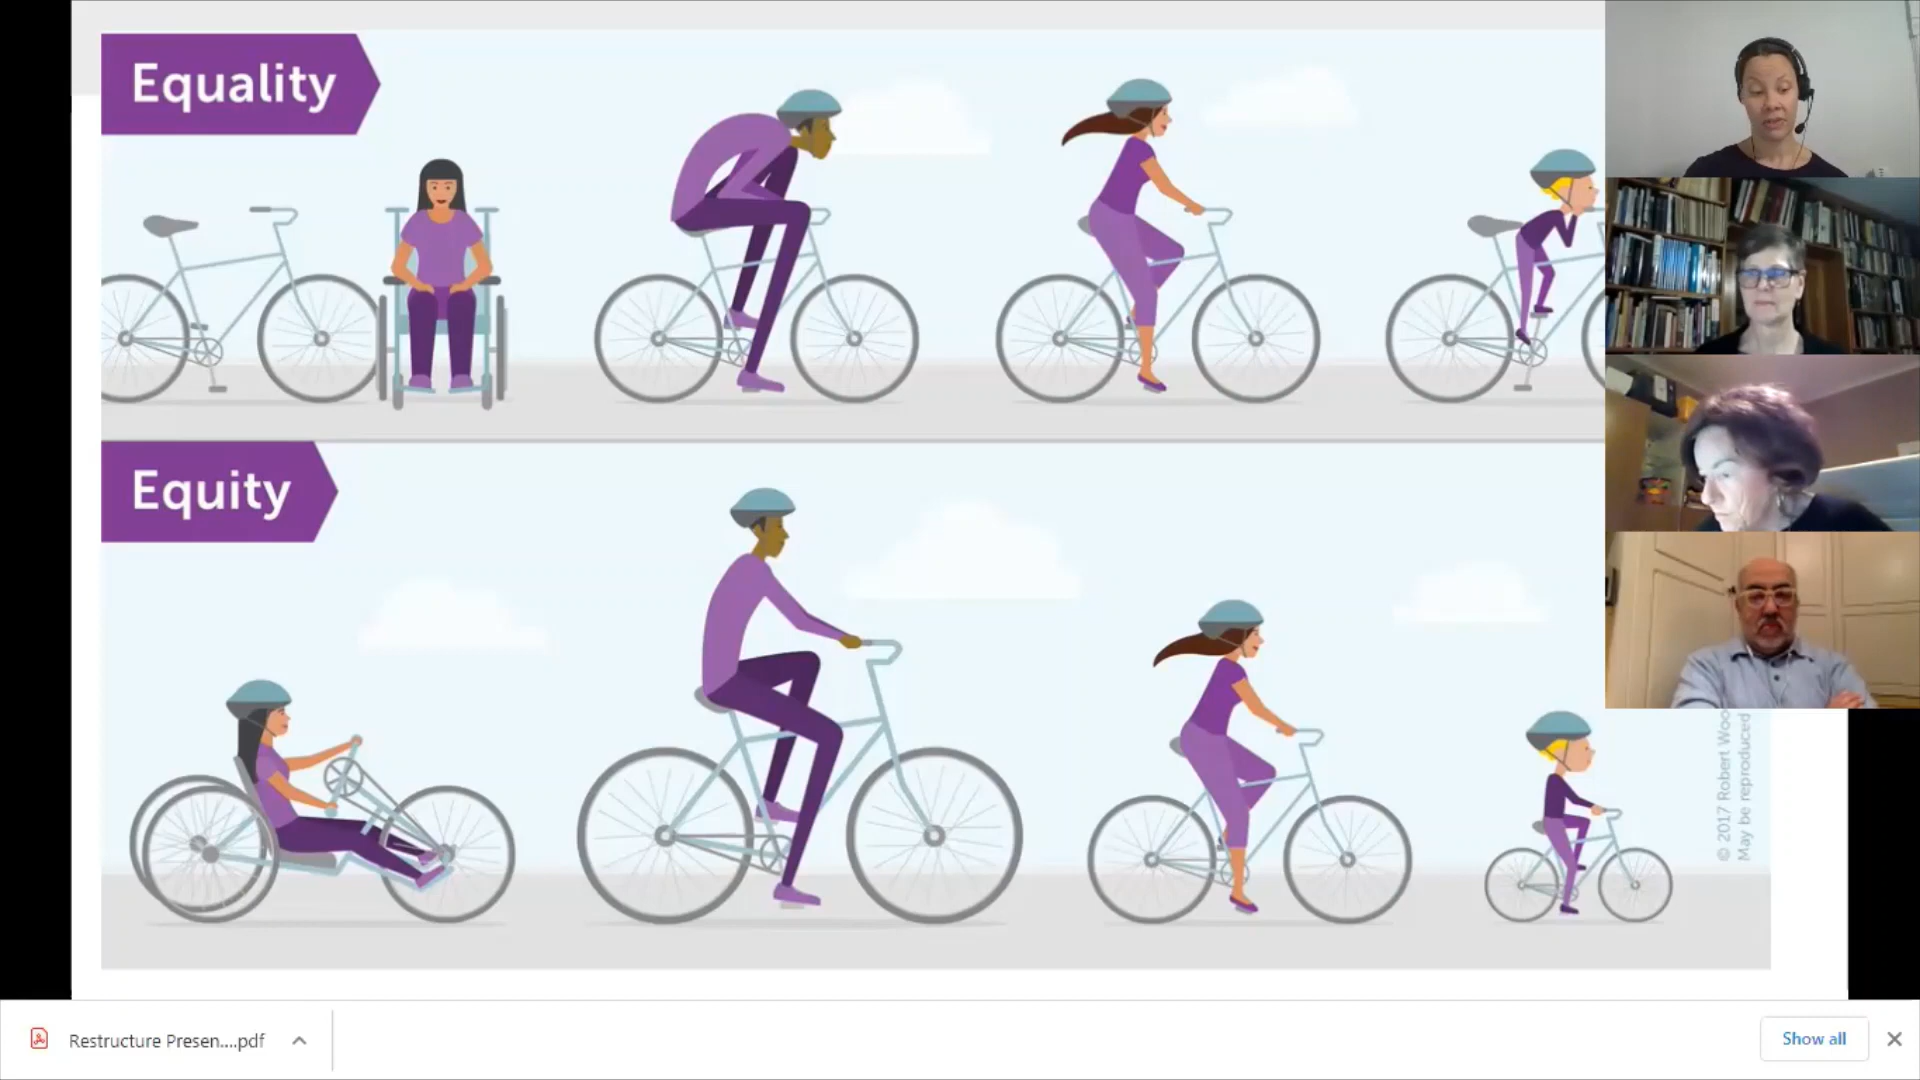 Equality
Equity
© 2017 Robert Woo
May be reproduced
Restructure Presen....pdf
Show all